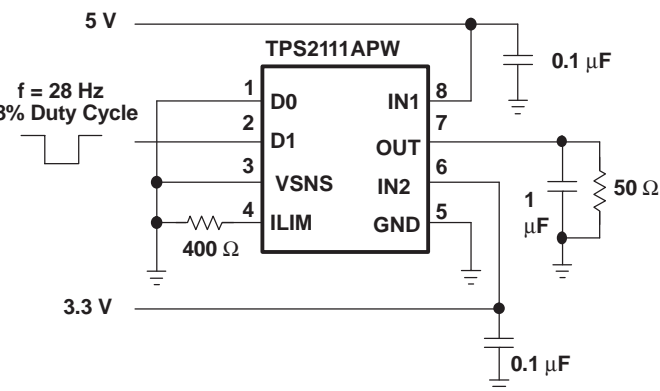 5 V
TPS2111APW
0.1 μF
f = 28 Hz
% Duty Cycle
1
D0
IN1
8
2
D1
OUT
7
3
VSNS
IN2
6
4
ILIM
GND
5
400 Ω
1
μF
50 Ω
3.3 V
0.1 μF